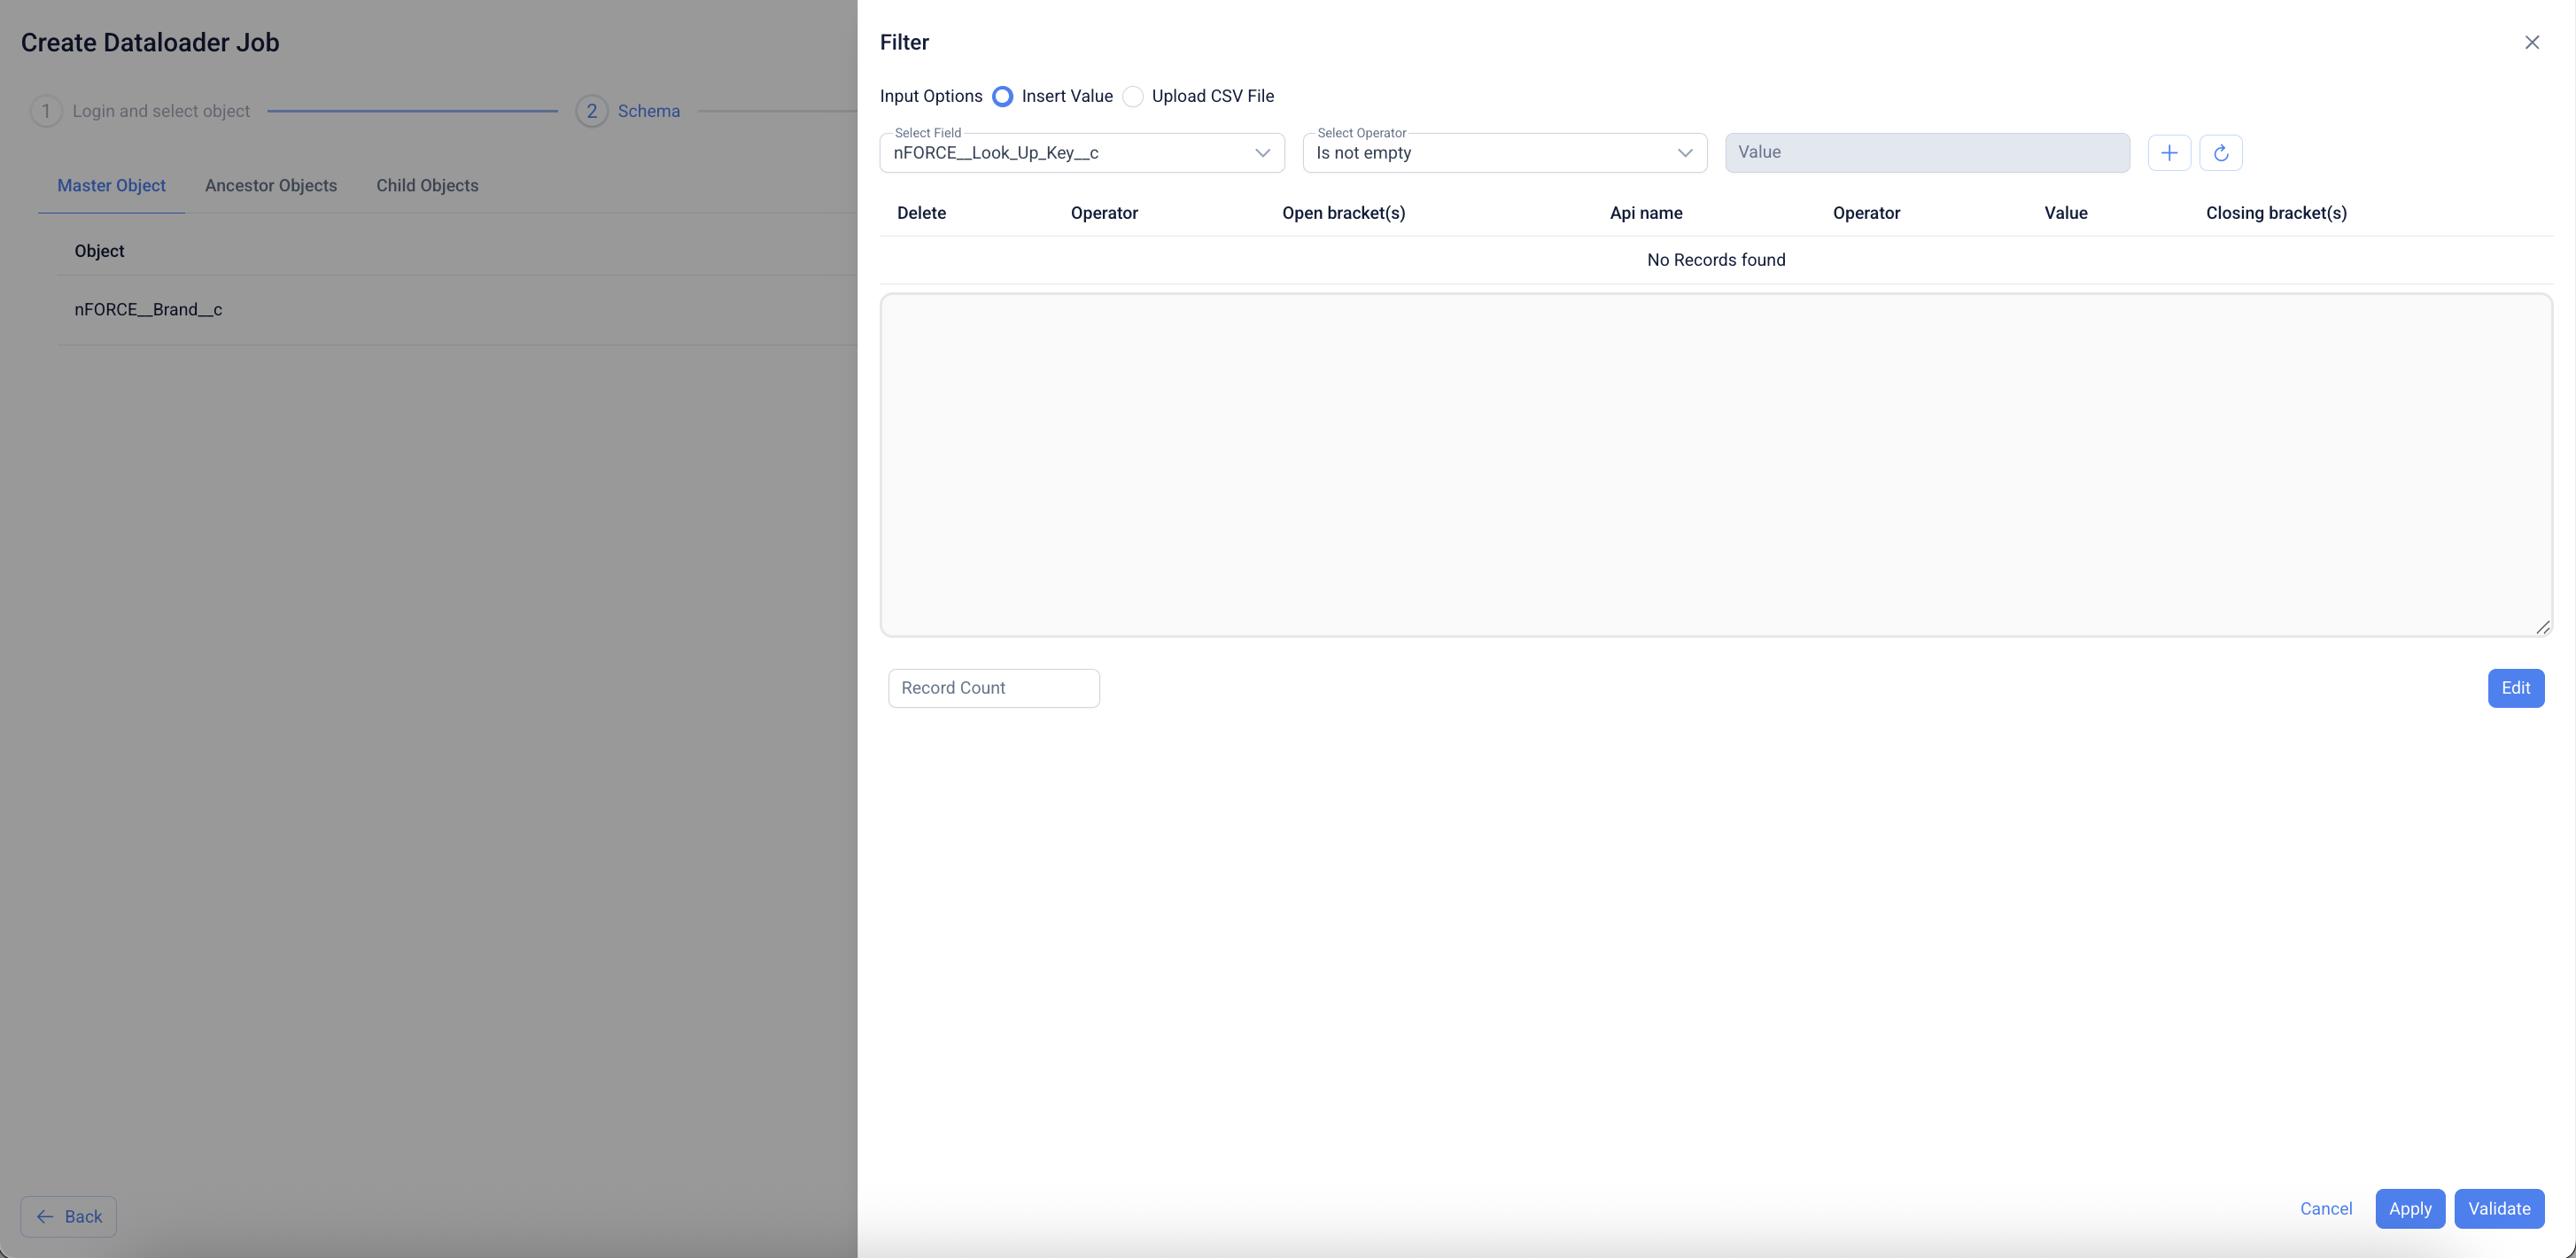 Create Dataloader Job
1 Login and select object 2 Schema
Master Object Ancestor Objects Child Objects
Object
nFORCE__Brand__c
Back
Filter
Input Options Insert Value Upload CSV File
Select Field Select Operator
nFORCE__Look_Up_Key__c Is not empty Value
Delete Operator Open bracket(s) Api name Operator Value Closing bracket(s)
No Records found
Record Count Edit
Cancel Apply Validate